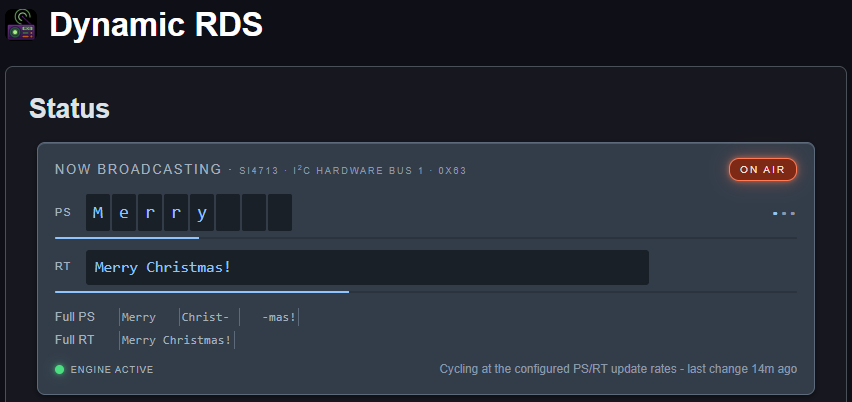 Dynamic RDS
Status
NOW BROADCASTING · SI4713 · I²C HARDWARE BUS 1 · 0X63
ON AIR
PS Merry
RT Merry Christmas!
Full PS |Merry |Christ- | -mas!|
Full RT |Merry Christmas!|
ENGINE ACTIVE
Cycling at the configured PS/RT update rates - last change 14m ago